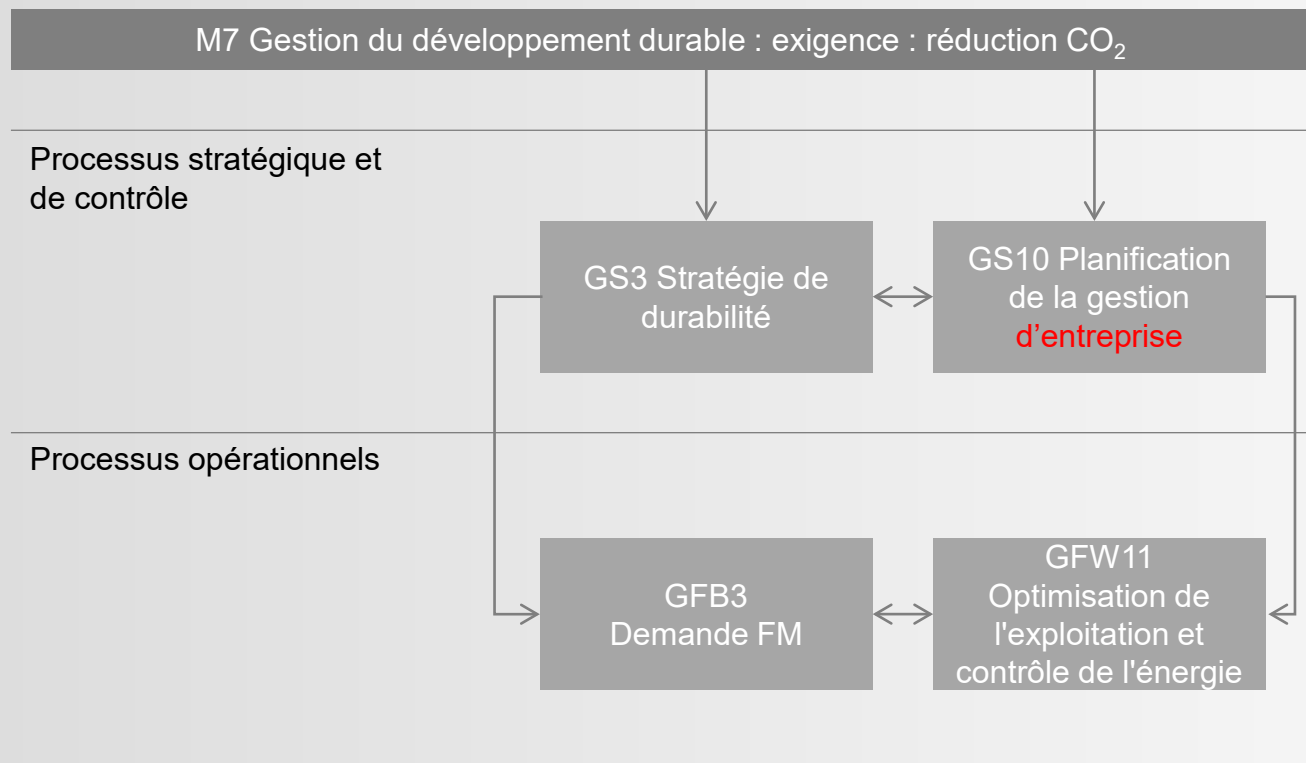 M7 Gestion du développement durable : exigence : réduction CO₂
Processus stratégique et
de contrôle
GS3 Stratégie de
durabilité
GS10 Planification
de la gestion
d’entreprise
Processus opérationnels
GFB3
Demande FM
GFW11
Optimisation de
l'exploitation et
contrôle de l'énergie